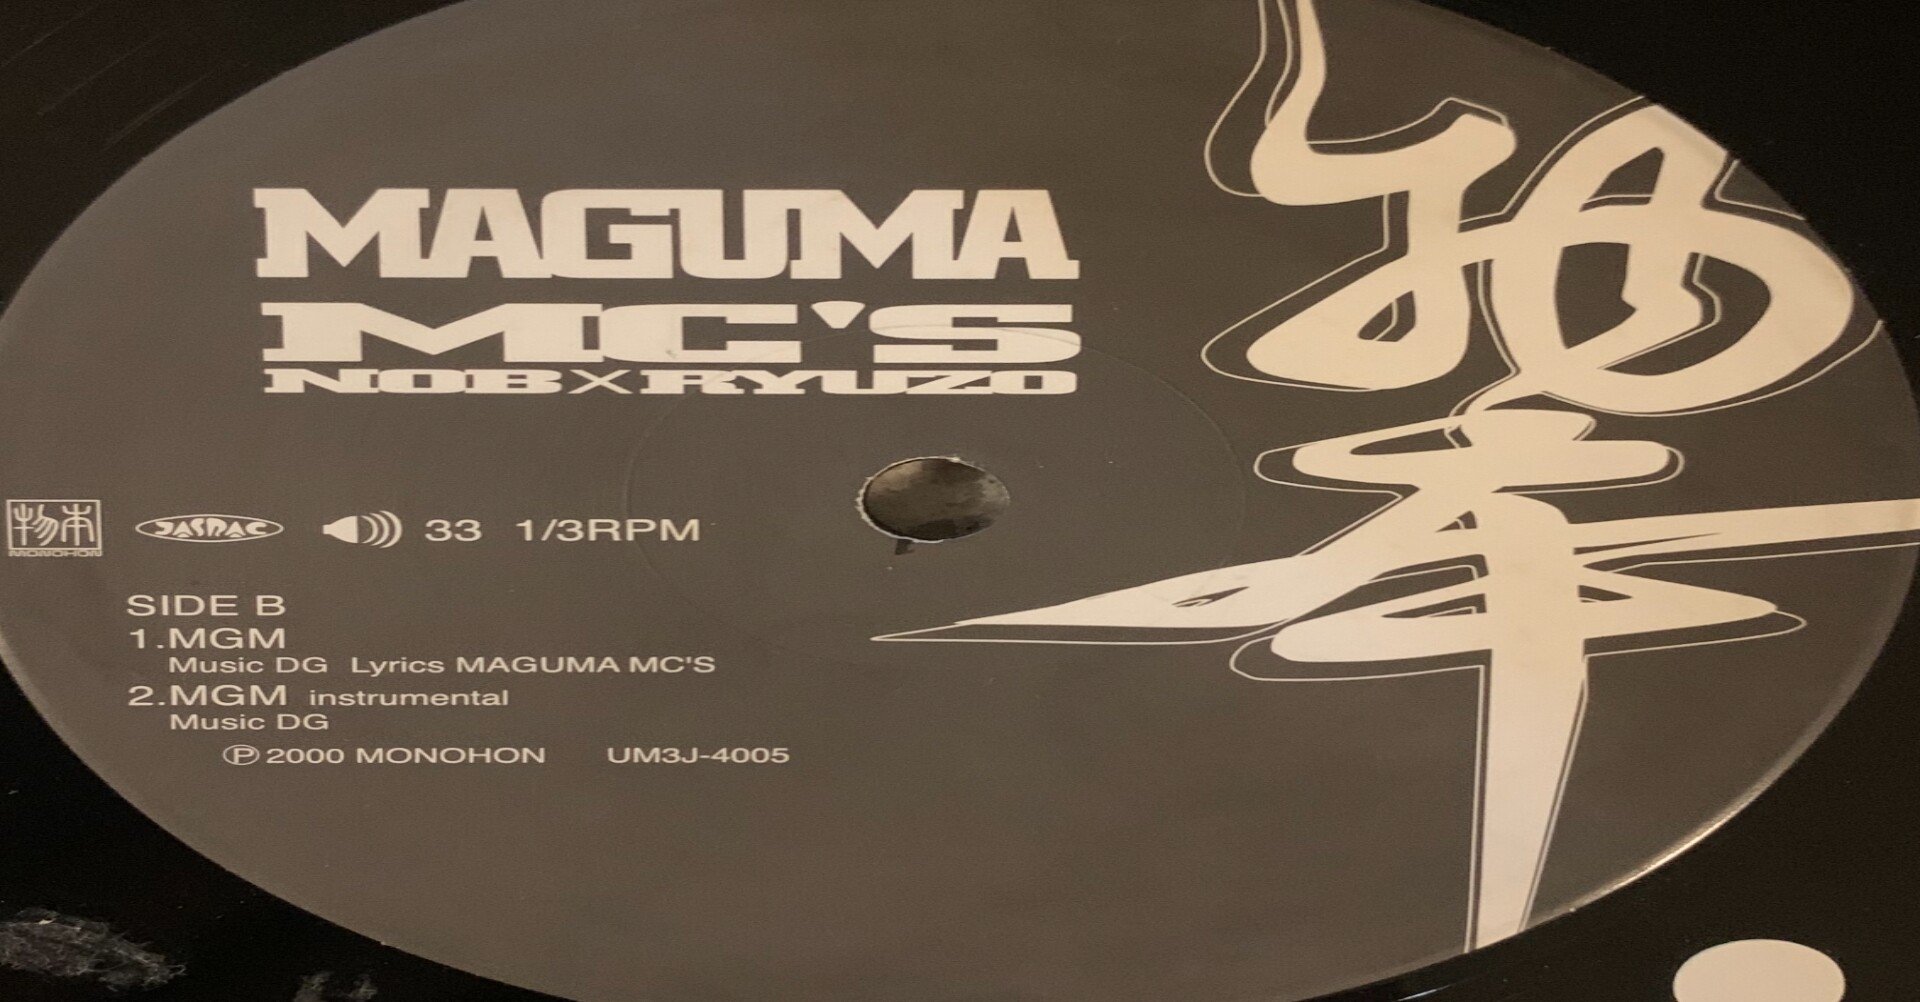 MAGUMA
MC'S
NOB×RYUZO
物本
MONOHON
JASRAC
33 1/3RPM
SIDE B
1.MGM
Music DG Lyrics MAGUMA MC'S
2.MGM instrumental
Music DG
Ⓟ2000 MONOHON UM3J-4005